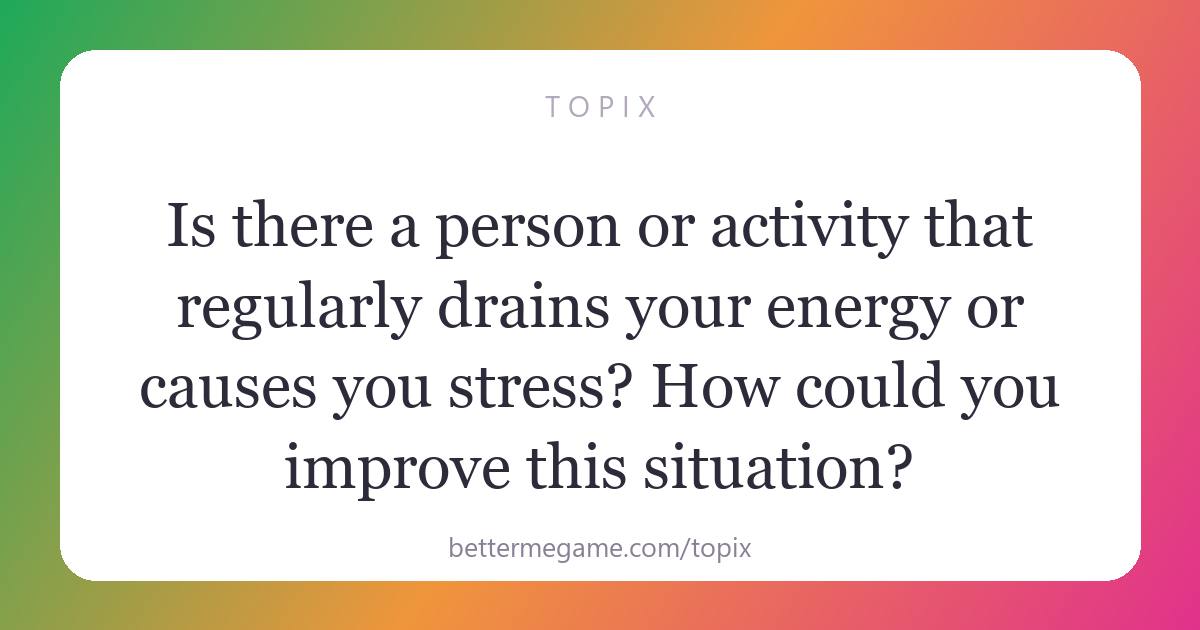 TOPIX
Is there a person or activity that
regularly drains your energy or
causes you stress? How could you
improve this situation?
bettermegame.com/topix